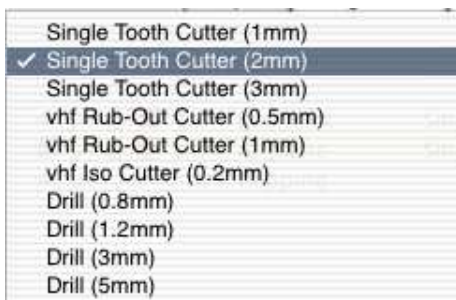 Single Tooth Cutter (1mm)
✓ Single Tooth Cutter (2mm)
Single Tooth Cutter (3mm)
vhf Rub-Out Cutter (0.5mm)
vhf Rub-Out Cutter (1mm)
vhf Iso Cutter (0.2mm)
Drill (0.8mm)
Drill (1.2mm)
Drill (3mm)
Drill (5mm)